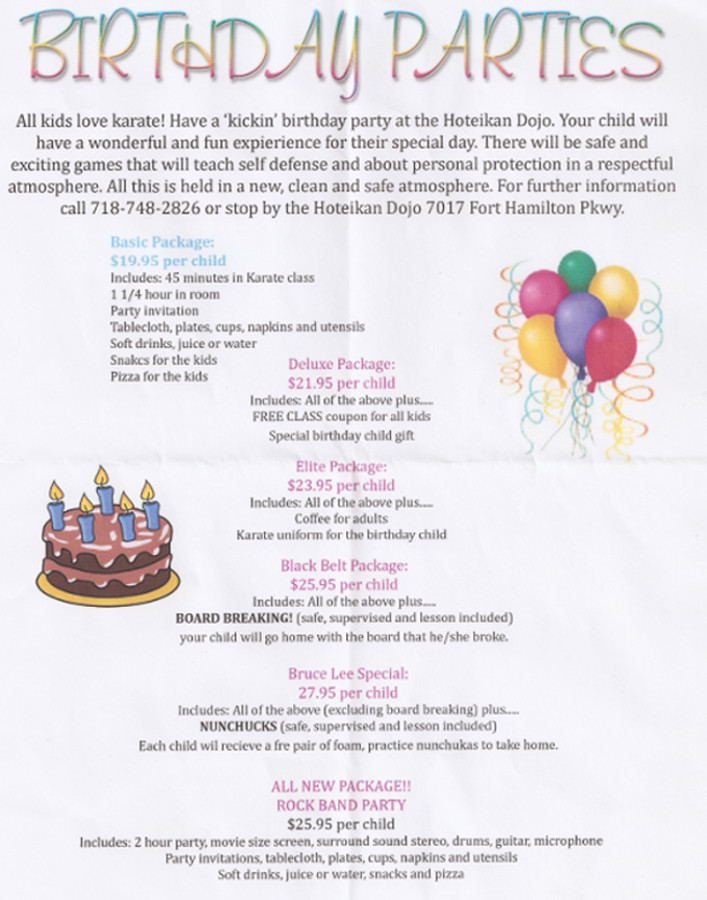 BIRTHDAY PARTIES
All kids love karate! Have a 'kickin' birthday party at the Hoteikan Dojo. Your child will
have a wonderful and fun expierience for their special day. There will be safe and
exciting games that will teach self defense and about personal protection in a respectful
atmosphere. All this is held in a new, clean and safe atmosphere. For further information
call 718-748-2826 or stop by the Hoteikan Dojo 7017 Fort Hamilton Pkwy.
Basic Package:
$19.95 per child
Includes: 45 minutes in Karate class
1 1/4 hour in room
Party invitation
Tablecloth, plates, cups, napkins and utensils
Soft drinks, juice or water
Snakcs for the kids
Pizza for the kids
Deluxe Package:
$21.95 per child
Includes: All of the above plus.....
FREE CLASS coupon for all kids
Special birthday child gift
Elite Package:
$23.95 per child
Includes: All of the above plus.....
Coffee for adults
Karate uniform for the birthday child
Black Belt Package:
$25.95 per child
Includes: All of the above plus.....
BOARD BREAKING! (safe, supervised and lesson included)
your child will go home with the board that he/she broke.
Bruce Lee Special:
27.95 per child
Includes: All of the above (excluding board breaking) plus.....
NUNCHUCKS (safe, supervised and lesson included)
Each child wil recieve a fre pair of foam, practice nunchukas to take home.
ALL NEW PACKAGE!!
ROCK BAND PARTY
$25.95 per child
Includes: 2 hour party, movie size screen, surround sound stereo, drums, guitar, microphone
Party invitations, tablecloth, plates, cups, napkins and utensils
Soft drinks, juice or water, snacks and pizza